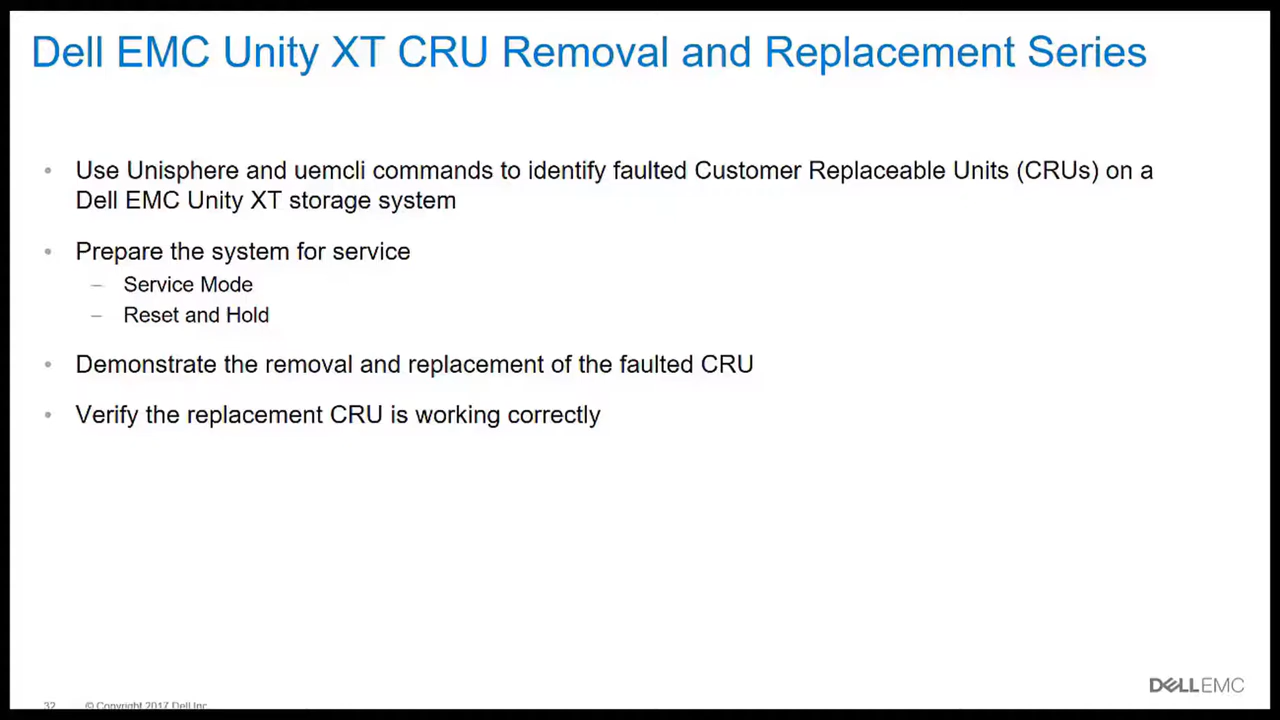 Dell EMC Unity XT CRU Removal and Replacement Series
• Use Unisphere and uemcli commands to identify faulted Customer Replaceable Units (CRUs) on a
Dell EMC Unity XT storage system
• Prepare the system for service
– Service Mode
– Reset and Hold
• Demonstrate the removal and replacement of the faulted CRU
• Verify the replacement CRU is working correctly
DELLEMC
32 © Copyright 2017 Dell Inc.